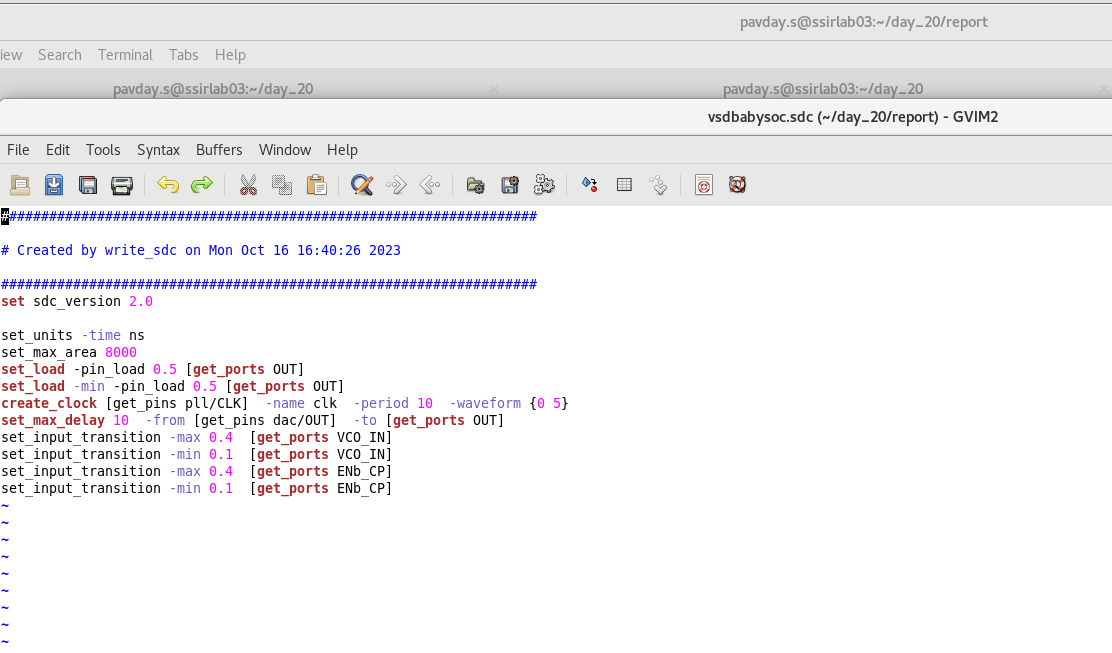 pavday.s@ssirlab03:~/day_20/report
iew Search Terminal Tabs Help
pavday.s@ssirlab03:~/day_20 × pavday.s@ssirlab03:~/day_20 ×
vsdbabysoc.sdc (~/day_20/report) - GVIM2
File Edit Tools Syntax Buffers Window Help
###################################################################
# Created by write_sdc on Mon Oct 16 16:40:26 2023
###################################################################
set sdc_version 2.0
set_units -time ns
set_max_area 8000
set_load -pin_load 0.5 [get_ports OUT]
set_load -min -pin_load 0.5 [get_ports OUT]
create_clock [get_pins pll/CLK]  -name clk  -period 10  -waveform {0 5}
set_max_delay 10  -from [get_pins dac/OUT]  -to [get_ports OUT]
set_input_transition -max 0.4  [get_ports VCO_IN]
set_input_transition -min 0.1  [get_ports VCO_IN]
set_input_transition -max 0.4  [get_ports ENb_CP]
set_input_transition -min 0.1  [get_ports ENb_CP]
~
~
~
~
~
~
~
~
~